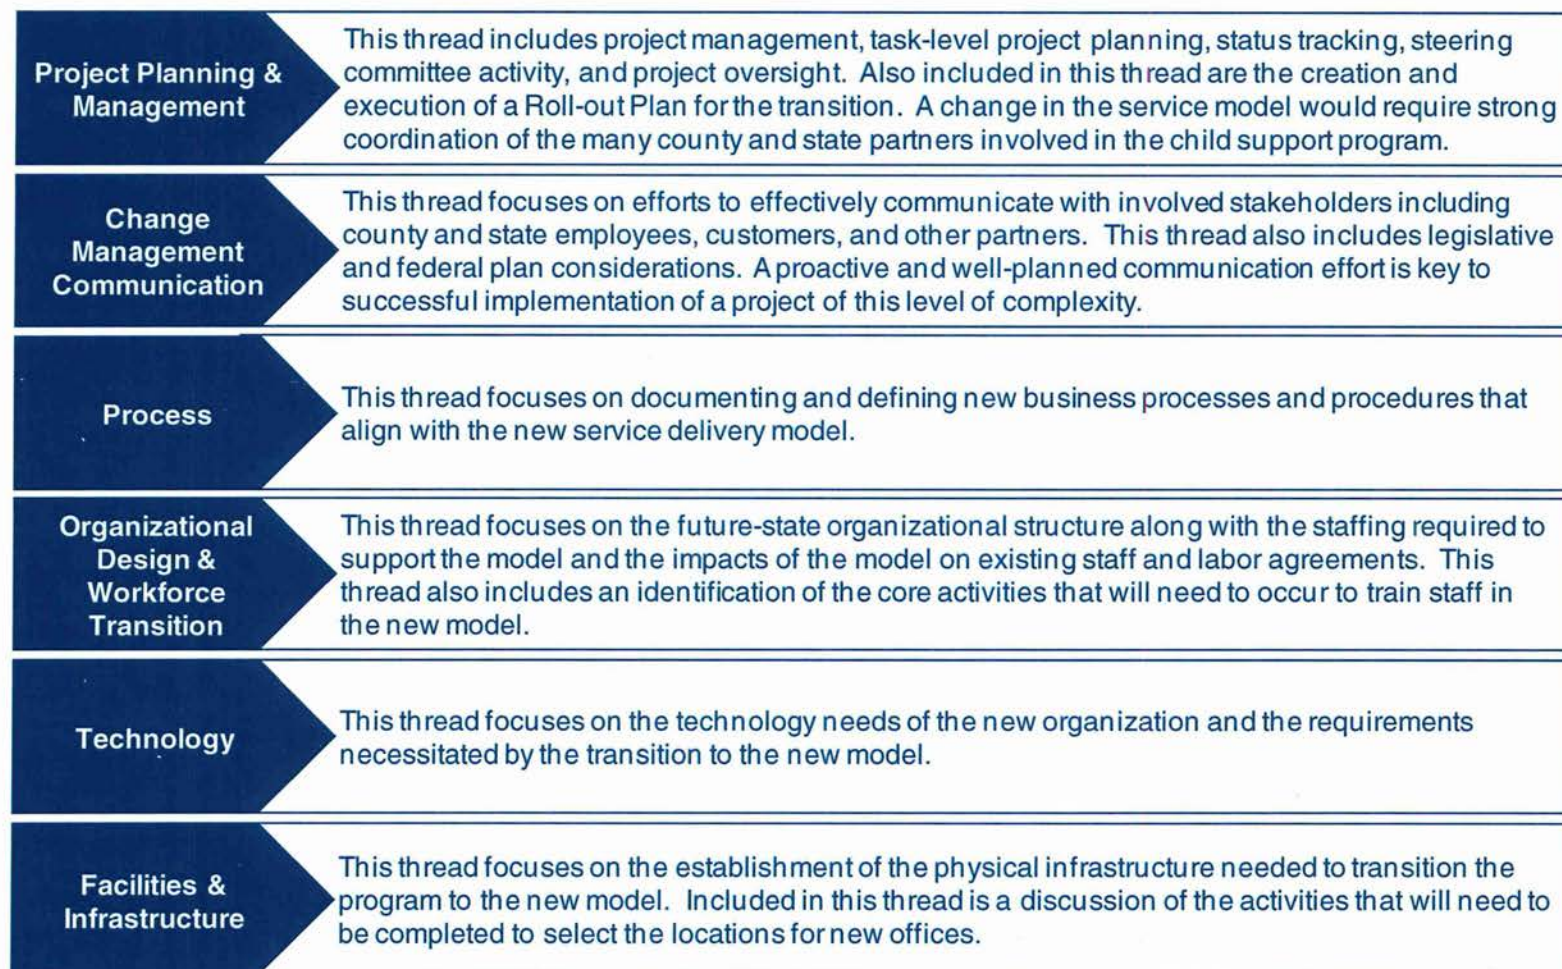 Project Planning &
Management
This thread includes project management, task-level project planning, status tracking, steering
committee activity, and project oversight. Also included in this thread are the creation and
execution of a Roll-out Plan for the transition. A change in the service model would require strong
coordination of the many county and state partners involved in the child support program.
Change
Management
Communication
This thread focuses on efforts to effectively communicate with involved stakeholders including
county and state employees, customers, and other partners. This thread also includes legislative
and federal plan considerations. A proactive and well-planned communication effort is key to
successful implementation of a project of this level of complexity.
Process
This thread focuses on documenting and defining new business processes and procedures that
align with the new service delivery model.
Organizational
Design &
Workforce
Transition
This thread focuses on the future-state organizational structure along with the staffing required to
support the model and the impacts of the model on existing staff and labor agreements. This
thread also includes an identification of the core activities that will need to occur to train staff in
the new model.
Technology
This thread focuses on the technology needs of the new organization and the requirements
necessitated by the transition to the new model.
Facilities &
Infrastructure
This thread focuses on the establishment of the physical infrastructure needed to transition the
program to the new model. Included in this thread is a discussion of the activities that will need to
be completed to select the locations for new offices.